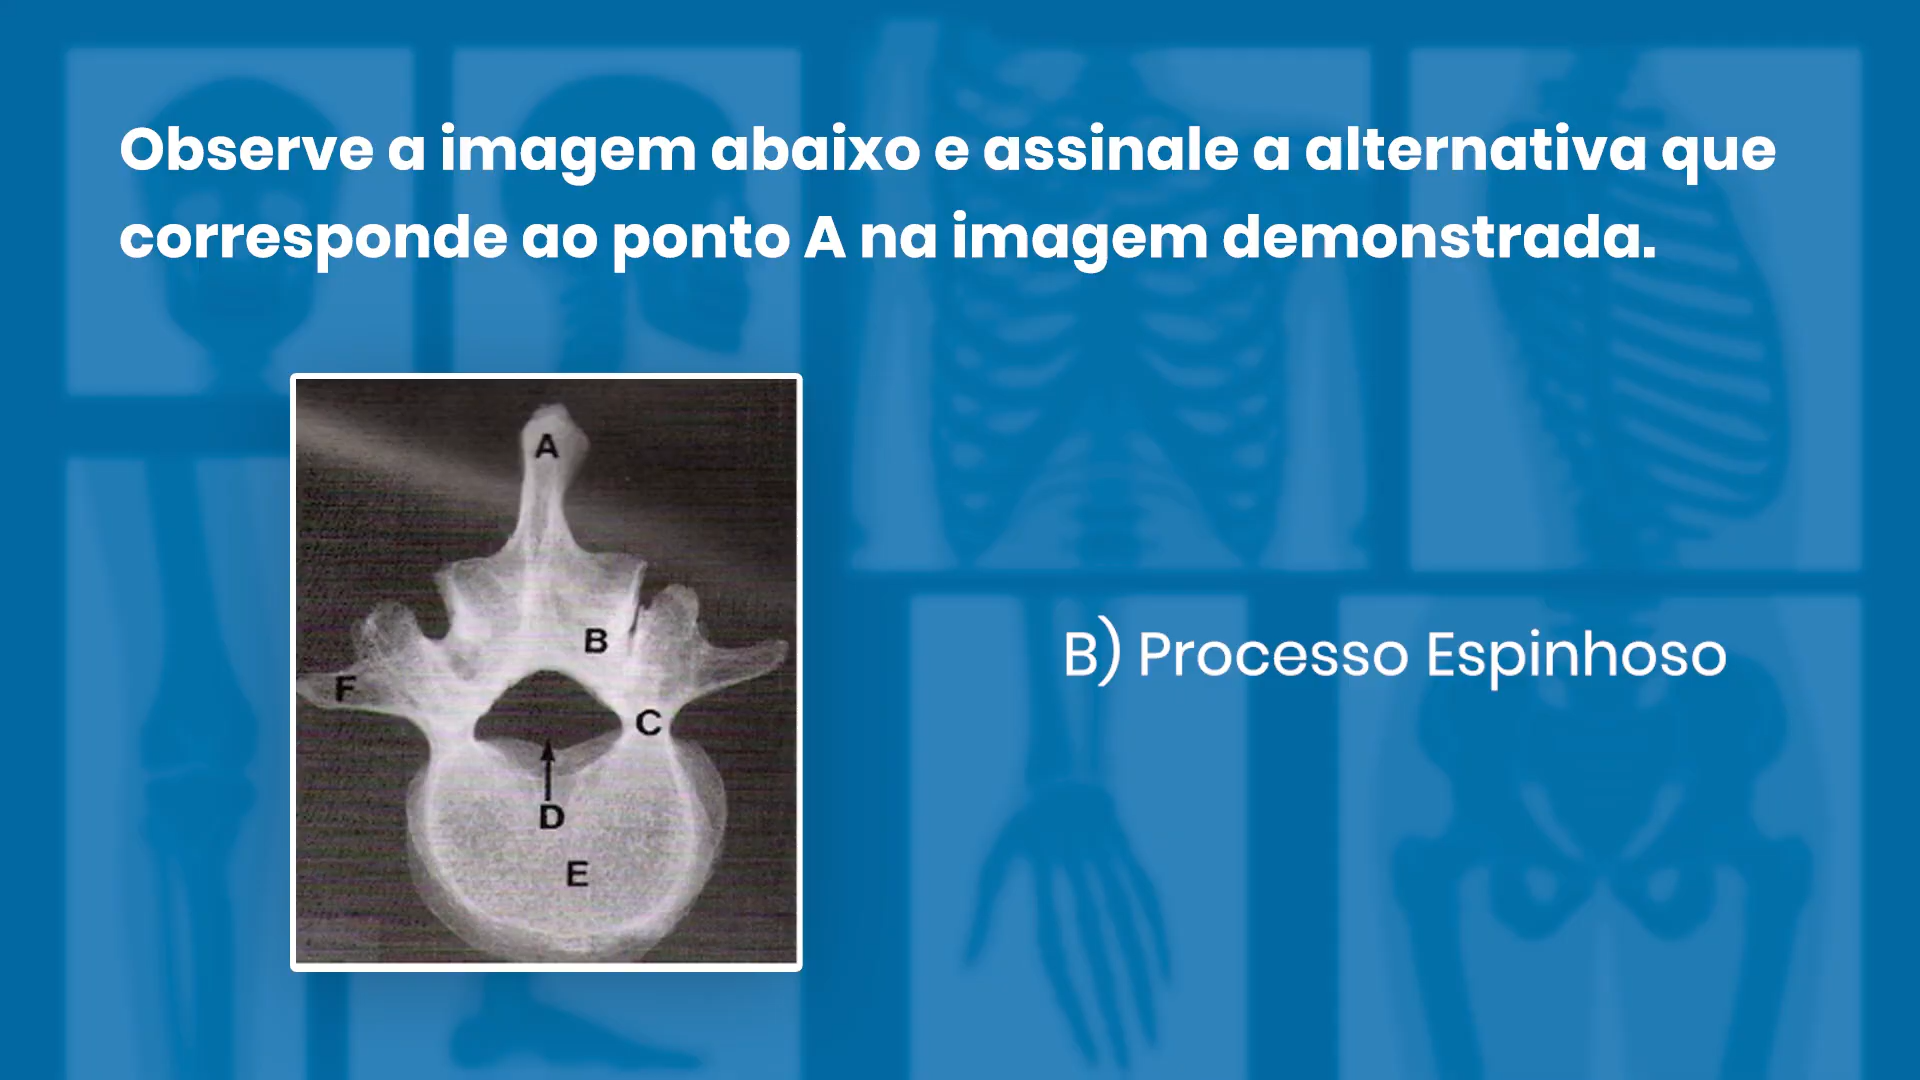 Observe a imagem abaixo e assinale a alternativa que
corresponde ao ponto A na imagem demonstrada.
A
B
F
C
D
E
B) Processo Espinhoso